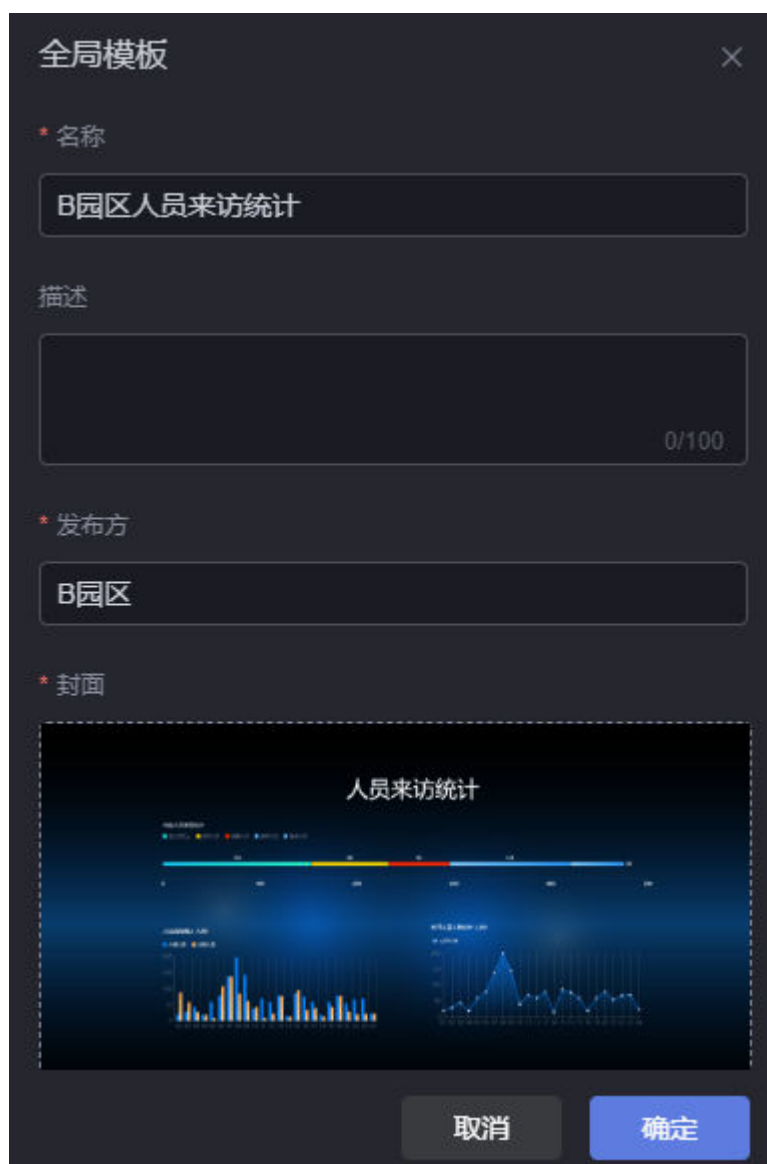 全局模板
* 名称
B园区人员来访统计
描述
0/100
* 发布方
B园区
* 封面
人员来访统计
取消
确定